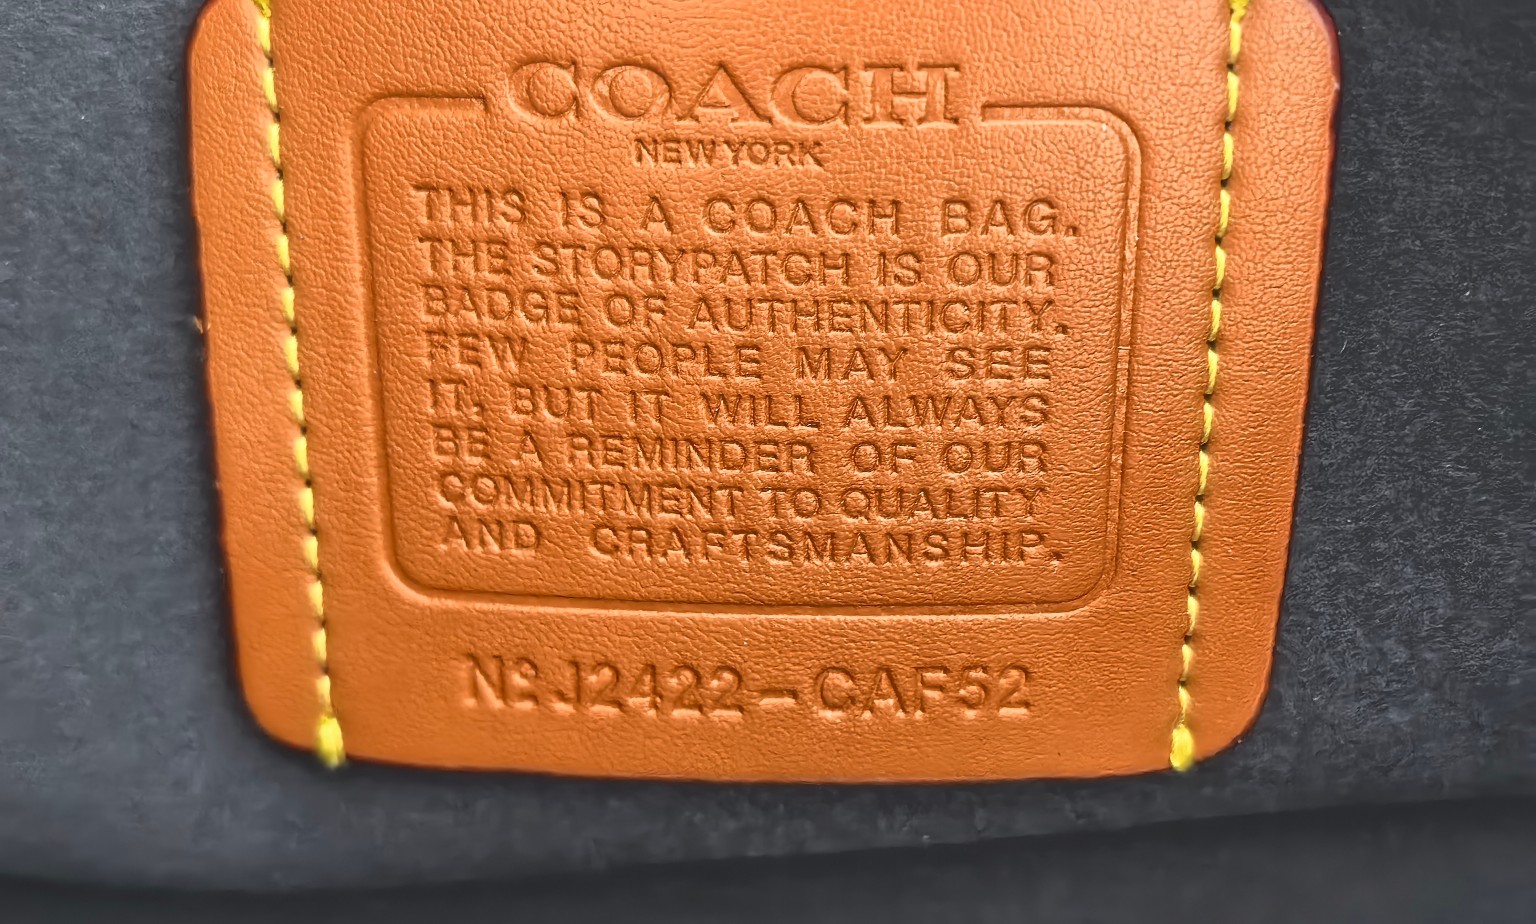 COACH
NEW YORK
THIS IS A COACH BAG.
THE STORYPATCH IS OUR
BADGE OF AUTHENTICITY.
FEW PEOPLE MAY SEE
IT, BUT IT WILL ALWAYS
BE A REMINDER OF OUR
COMMITMENT TO QUALITY
AND CRAFTSMANSHIP.
Nº J2422-CAF52